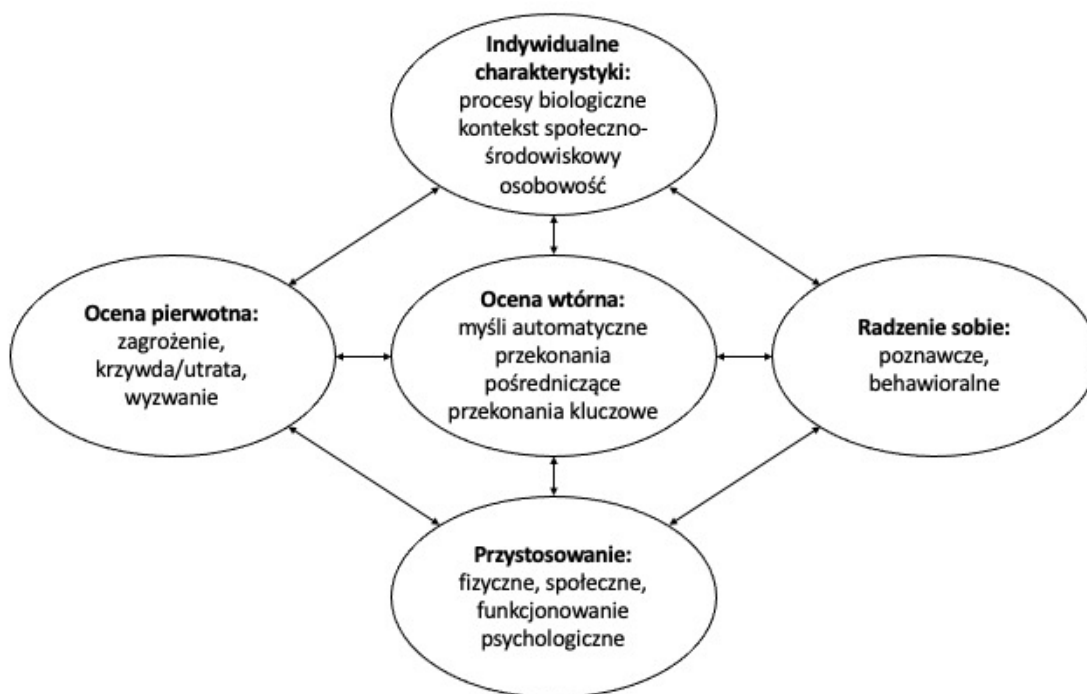 Indywidualne
charakterystyki:
procesy biologiczne
kontekst społeczno-
środowiskowy
osobowość
Ocena pierwotna:
zagrożenie,
krzywda/utrata,
wyzwanie
Ocena wtórna:
myśli automatyczne
przekonania
pośredniczące
przekonania kluczowe
Radzenie sobie:
poznawcze,
behawioralne
Przystosowanie:
fizyczne, społeczne,
funkcjonowanie
psychologiczne